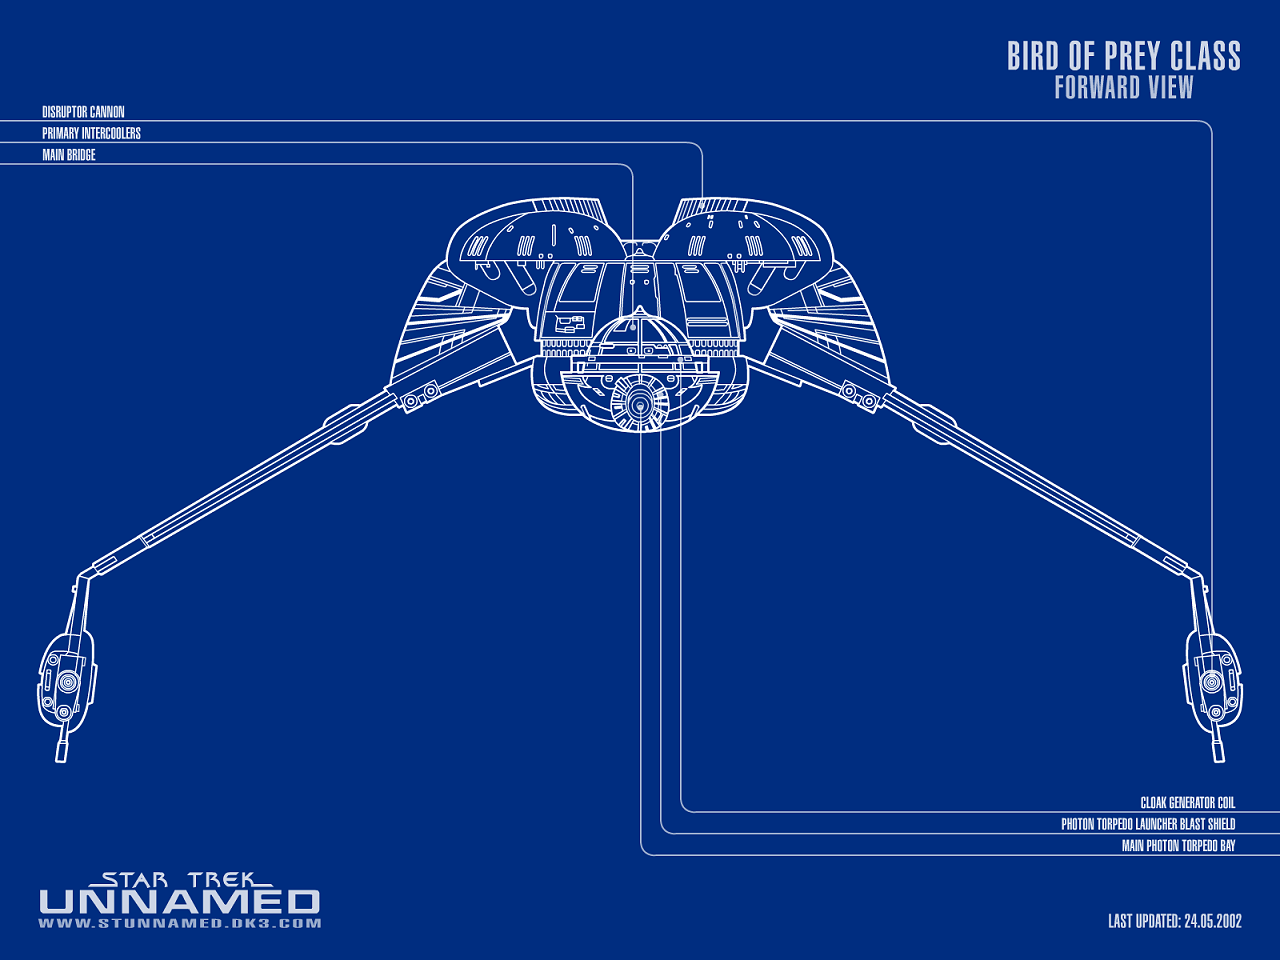 BIRD OF PREY CLASS
FORWARD VIEW
DISRUPTOR CANNON
PRIMARY INTERCOOLERS
MAIN BRIDGE
CLOAK GENERATOR COIL
PHOTON TORPEDO LAUNCHER BLAST SHIELD
MAIN PHOTON TORPEDO BAY
STAR TREK
UNNAMED
WWW.STUNNAMED.DK3.COM
LAST UPDATED: 24.05.2002